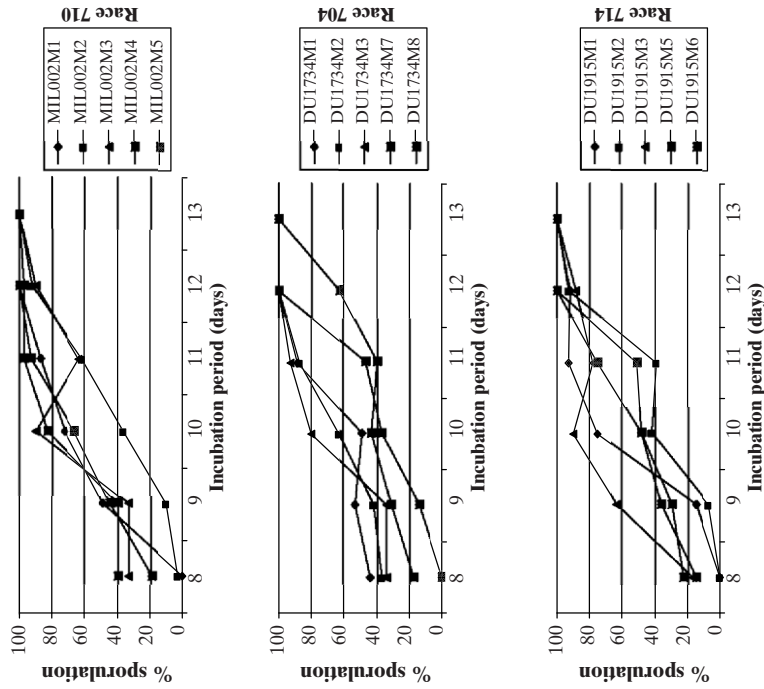 Race 710
MIL002M1
MIL002M2
MIL002M3
MIL002M4
MIL002M5
100
80
60
40
20
0
% sporulation
8
9
10
11
12
13
Incubation period (days)
Race 704
DU1734M1
DU1734M2
DU1734M3
DU1734M7
DU1734M8
100
80
60
40
20
0
% sporulation
8
9
10
11
12
13
Incubation period (days)
Race 714
DU1915M1
DU1915M2
DU1915M3
DU1915M5
DU1915M6
100
80
60
40
20
0
% sporulation
8
9
10
11
12
13
Incubation period (days)